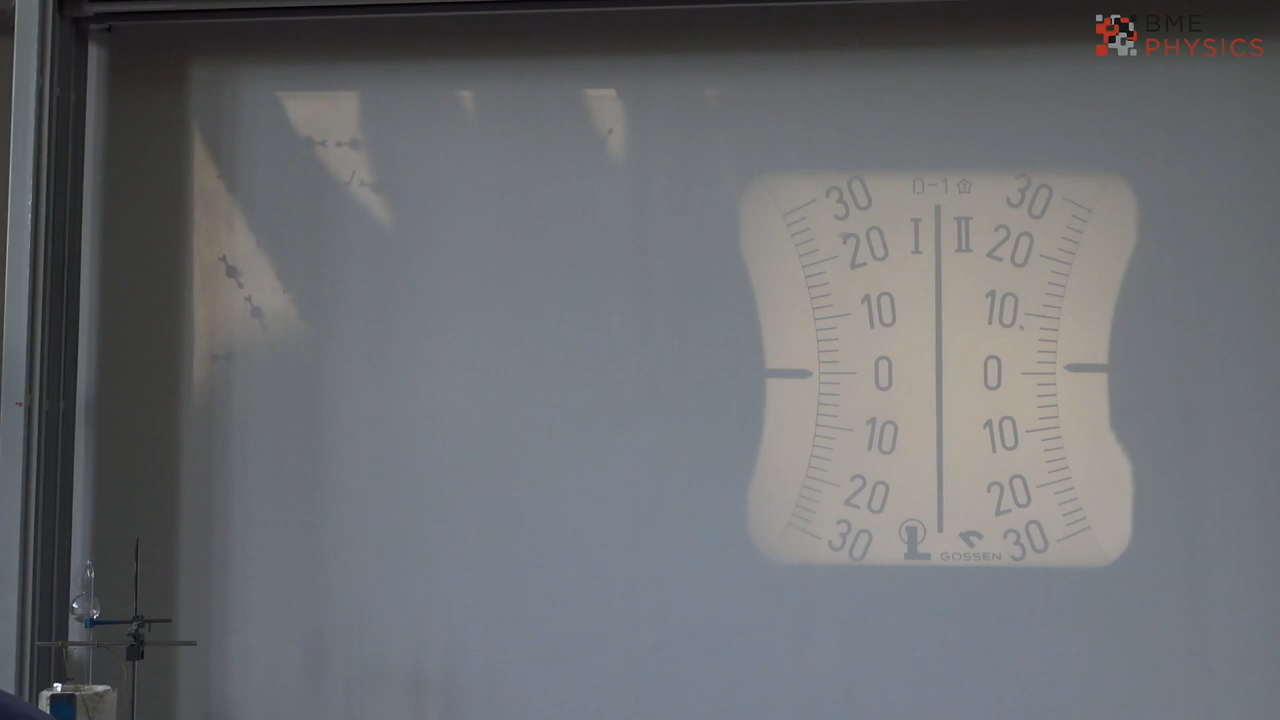 BME
PHYSICS
30 Ω-1 30
20 I II 20
10 10
0 0
10 10
20 20
30 GOSSEN 30